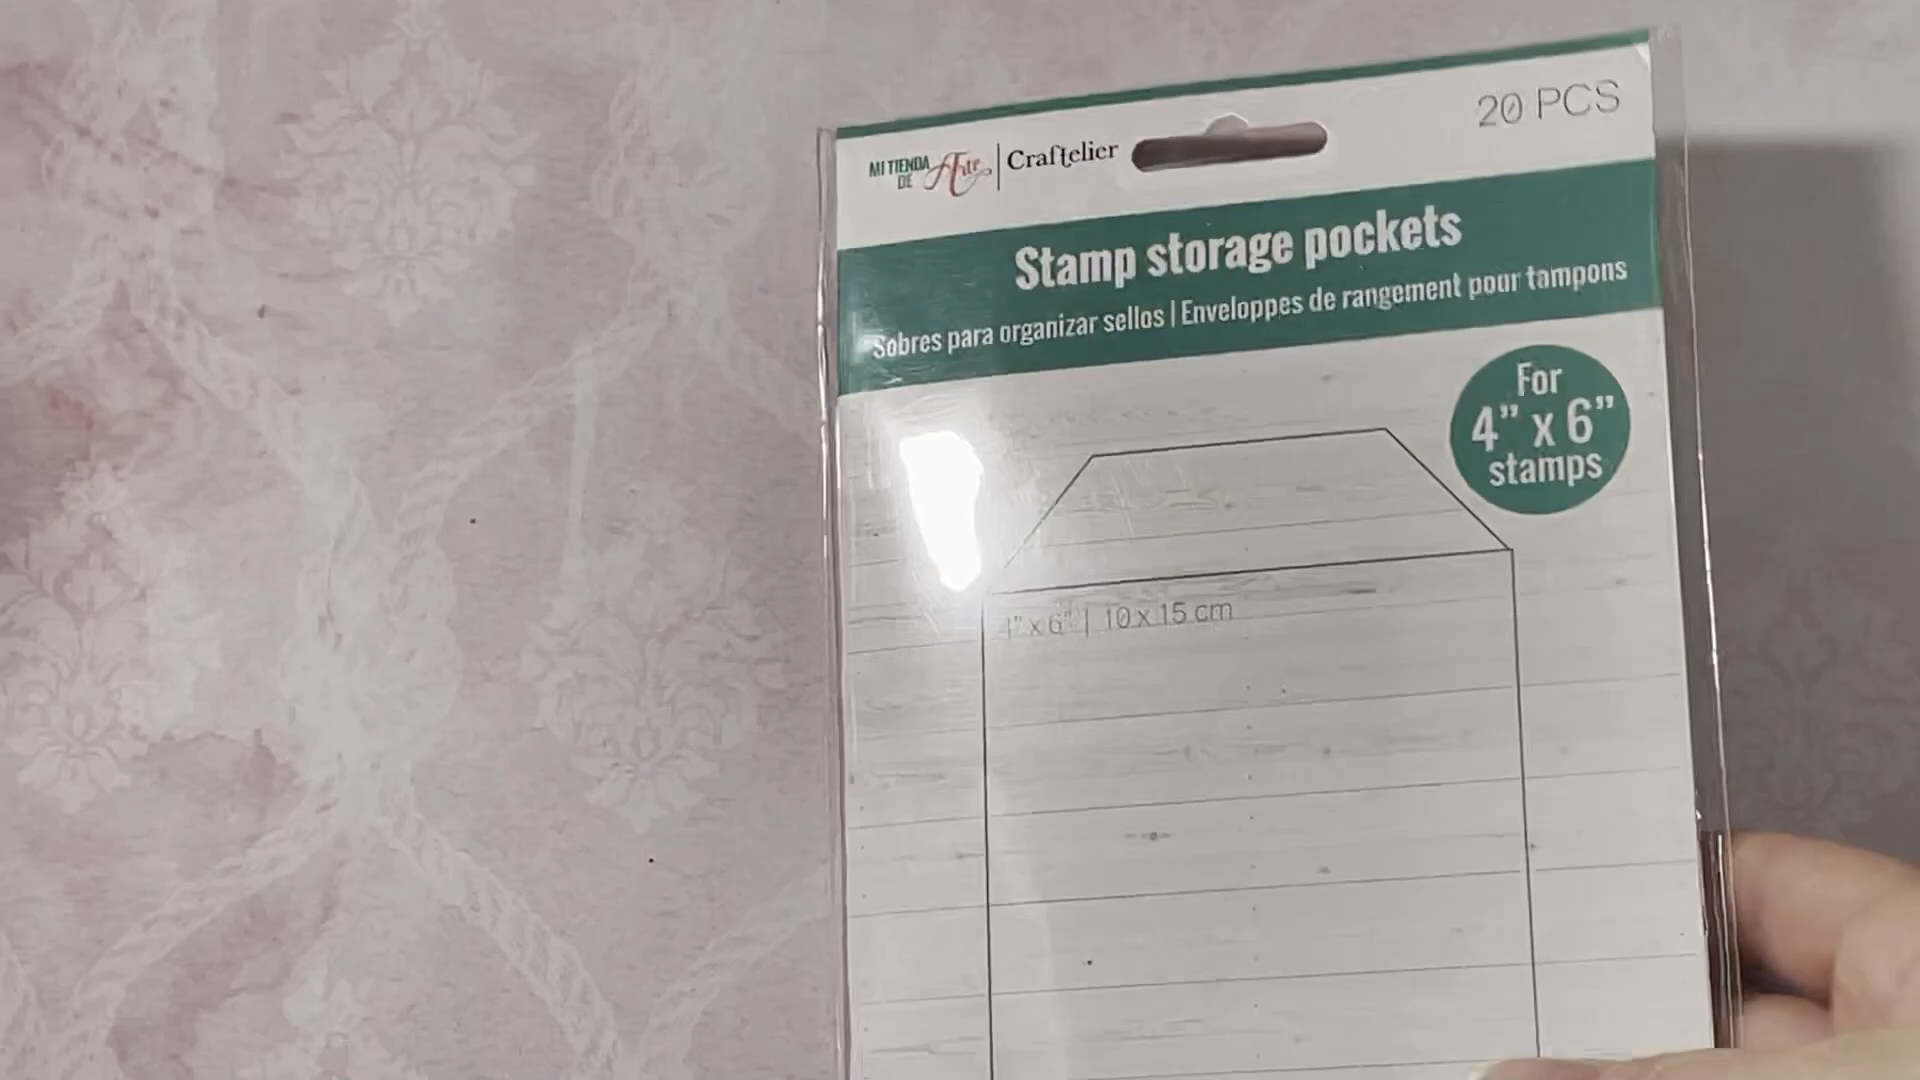 MI TIENDA DE Arte | Craftelier
20 PCS
Stamp storage pockets
Sobres para organizar sellos | Enveloppes de rangement pour tampons
For
4” x 6”
stamps
4” x 6” | 10 x 15 cm